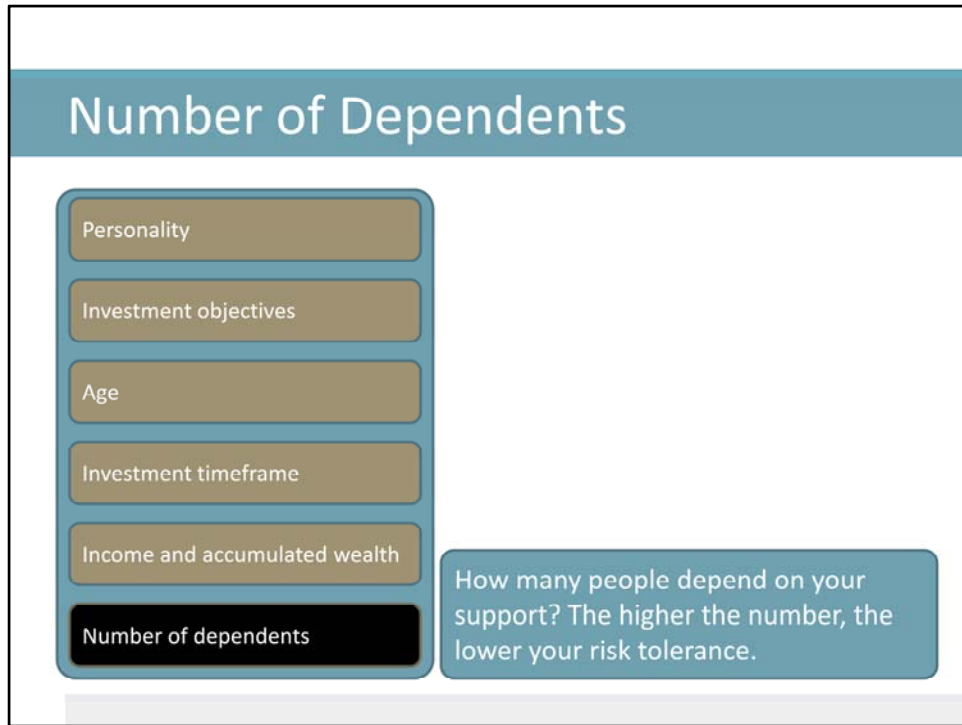 Number of Dependents
Personality
Investment objectives
Age
Investment timeframe
Income and accumulated wealth
Number of dependents
How many people depend on your
support? The higher the number, the
lower your risk tolerance.